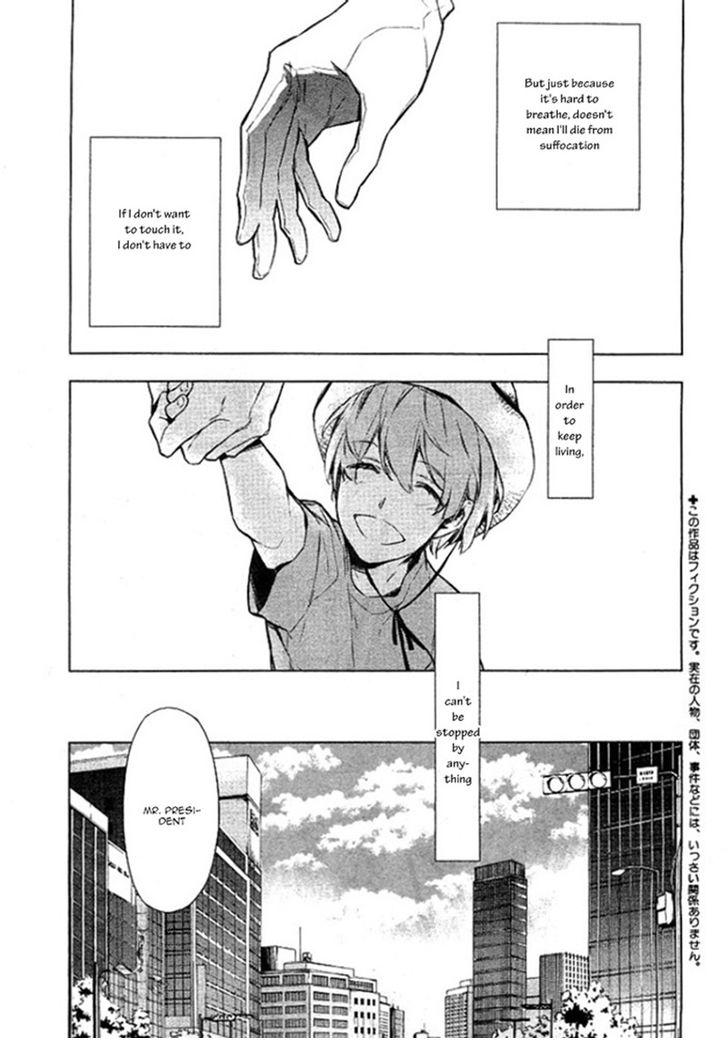 But just because
it's hard to
breathe, doesn't
mean I'll die from
suffocation
If I don't want
to touch it,
I don't have to
In
order
to
keep
living,
I
can't
be
stopped
by
any-
thing
MR. PRESI-
DENT
✚この作品はフィクションです。実在の人物、団体、事件などには、いっさい関係ありません。